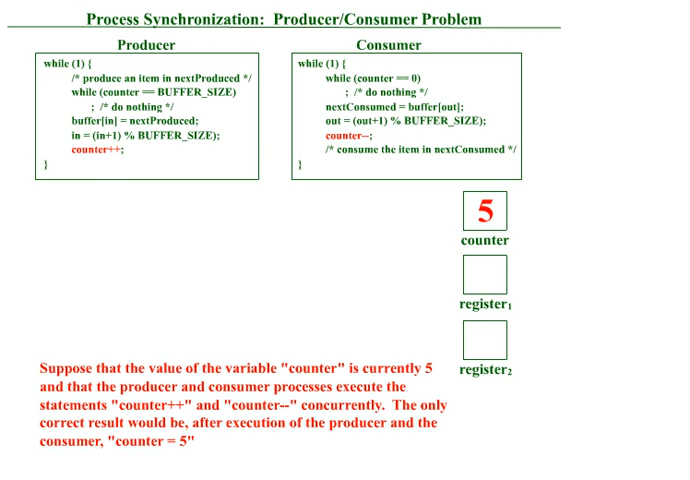 Process Synchronization:  Producer/Consumer Problem
Producer
while (1) {
/* produce an item in nextProduced */
while (counter == BUFFER_SIZE)
; /* do nothing */
buffer[in] = nextProduced;
in = (in+1) % BUFFER_SIZE);
counter++;
}
Consumer
while (1) {
while (counter == 0)
; /* do nothing */
nextConsumed = buffer[out];
out = (out+1) % BUFFER_SIZE);
counter--;
/* consume the item in nextConsumed */
}
5
counter
register1
register2
Suppose that the value of the variable "counter" is currently 5
and that the producer and consumer processes execute the
statements "counter++" and "counter--" concurrently.  The only
correct result would be, after execution of the producer and the
consumer, "counter = 5"